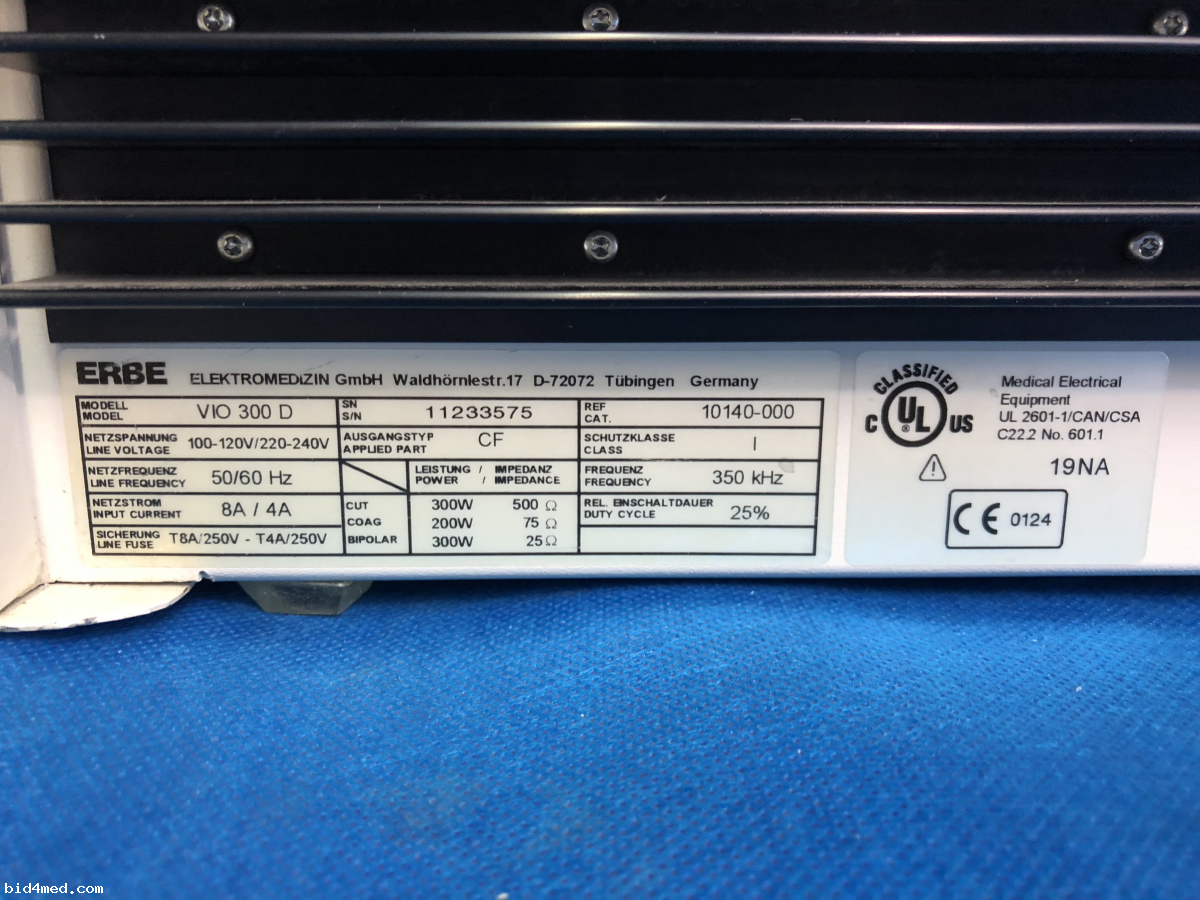 ERBE ELEKTROMEDiZIN GmbH Waldhörnlestr.17 D-72072 Tübingen Germany
MODELL
MODEL
VIO 300 D
SN
S/N
11233575
REF
CAT.
10140-000
NETZSPANNUNG
LINE VOLTAGE
100-120V/220-240V
AUSGANGSTYP
APPLIED PART
CF
SCHUTZKLASSE
CLASS
I
NETZFREQUENZ
LINE FREQUENCY
50/60 Hz
LEISTUNG / IMPEDANZ
POWER / IMPEDANCE
FREQUENZ
FREQUENCY
350 kHz
NETZSTROM
INPUT CURRENT
8A / 4A
CUT 300W 500 Ω
COAG 200W 75 Ω
BIPOLAR 300W 25 Ω
REL. EINSCHALTDAUER
DUTY CYCLE
25%
SICHERUNG
LINE FUSE
T8A/250V - T4A/250V
CLASSIFIED
C UL US
®
Medical Electrical
Equipment
UL 2601-1/CAN/CSA
C22.2 No. 601.1
19NA
CE 0124
bid4med.com